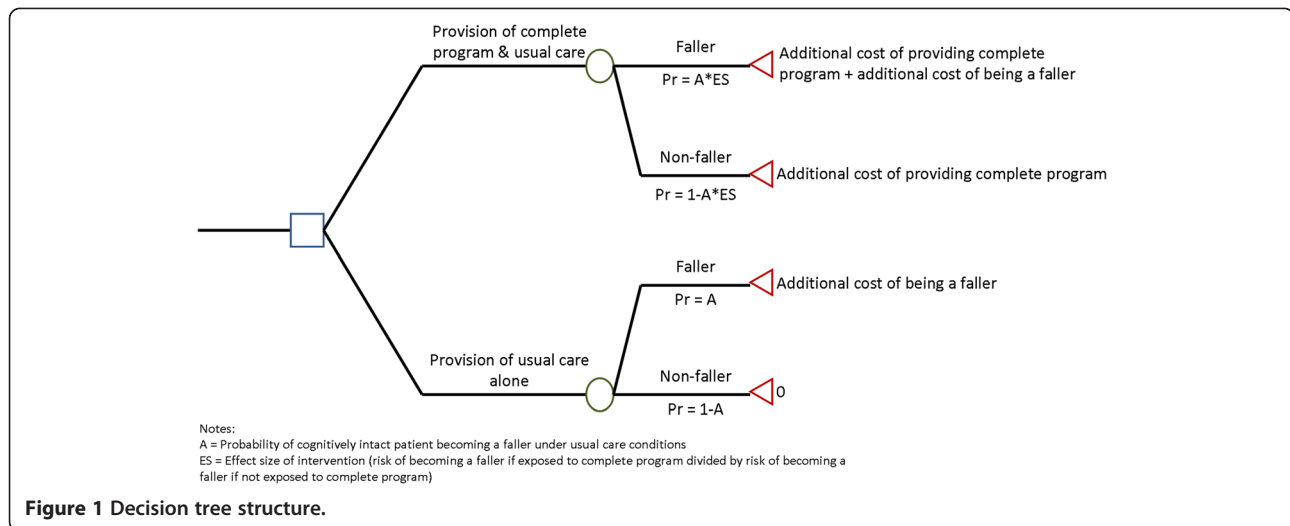 Provision of complete
program & usual care
Faller
Pr = A*ES
Additional cost of providing complete
program + additional cost of being a faller
Non-faller
Pr = 1-A*ES
Additional cost of providing complete program
Faller
Pr = A
Additional cost of being a faller
Provision of usual care
alone
Non-faller
Pr = 1-A
0
Notes:
A = Probability of cognitively intact patient becoming a faller under usual care conditions
ES = Effect size of intervention (risk of becoming a faller if exposed to complete program divided by risk of becoming a
faller if not exposed to complete program)
Figure 1 Decision tree structure.